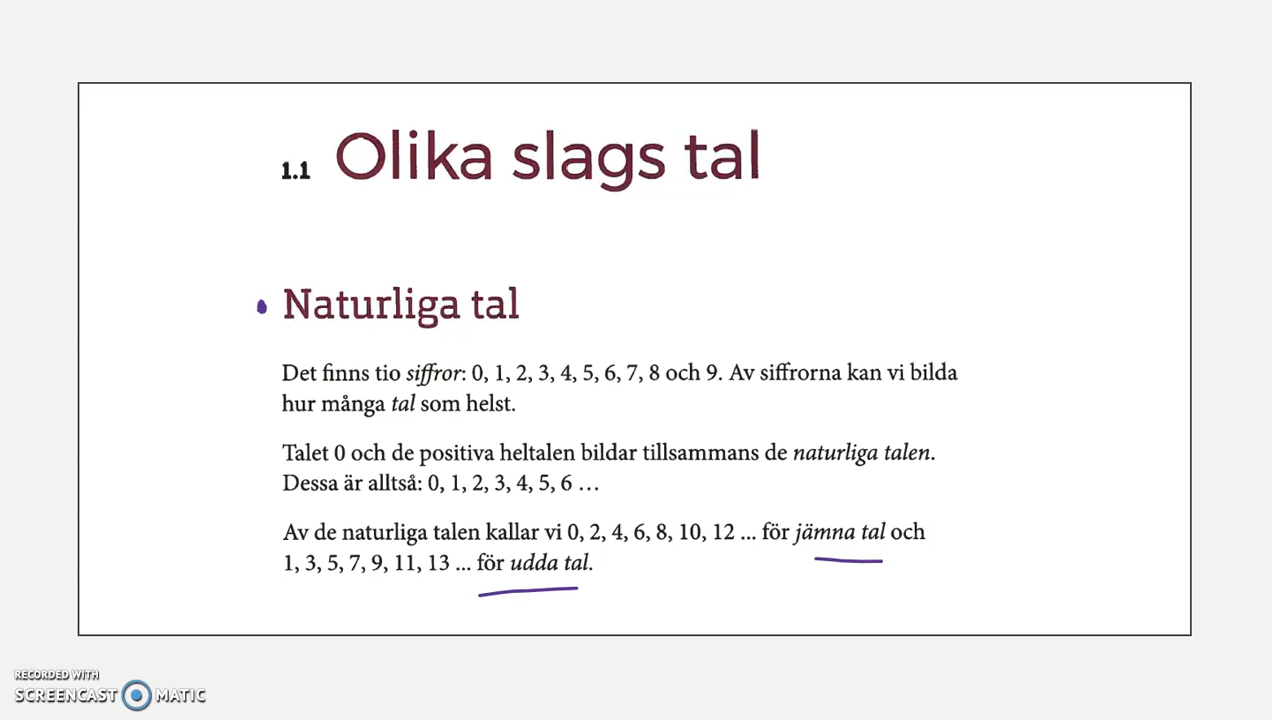 1.1 Olika slags tal
Naturliga tal
Det finns tio siffror: 0, 1, 2, 3, 4, 5, 6, 7, 8 och 9. Av siffrorna kan vi bilda
hur många tal som helst.
Talet 0 och de positiva heltalen bildar tillsammans de naturliga talen.
Dessa är alltså: 0, 1, 2, 3, 4, 5, 6 …
Av de naturliga talen kallar vi 0, 2, 4, 6, 8, 10, 12 ... för jämna tal och
1, 3, 5, 7, 9, 11, 13 ... för udda tal.
RECORDED WITH
SCREENCAST MATIC